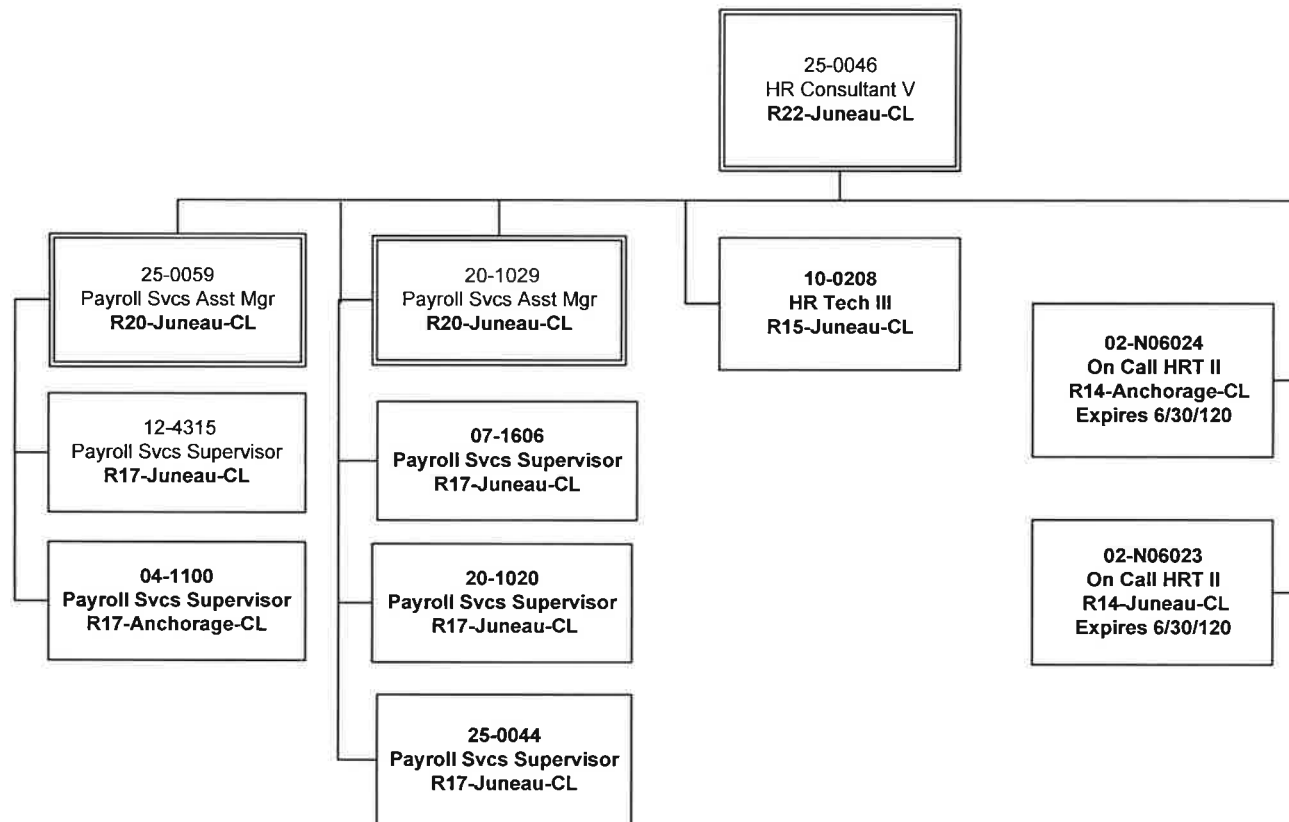 25-0046
HR Consultant V
R22-Juneau-CL
25-0059
Payroll Svcs Asst Mgr
R20-Juneau-CL
20-1029
Payroll Svcs Asst Mgr
R20-Juneau-CL
10-0208
HR Tech III
R15-Juneau-CL
02-N06024
On Call HRT II
R14-Anchorage-CL
Expires 6/30/120
12-4315
Payroll Svcs Supervisor
R17-Juneau-CL
07-1606
Payroll Svcs Supervisor
R17-Juneau-CL
02-N06023
On Call HRT II
R14-Juneau-CL
Expires 6/30/120
04-1100
Payroll Svcs Supervisor
R17-Anchorage-CL
20-1020
Payroll Svcs Supervisor
R17-Juneau-CL
25-0044
Payroll Svcs Supervisor
R17-Juneau-CL